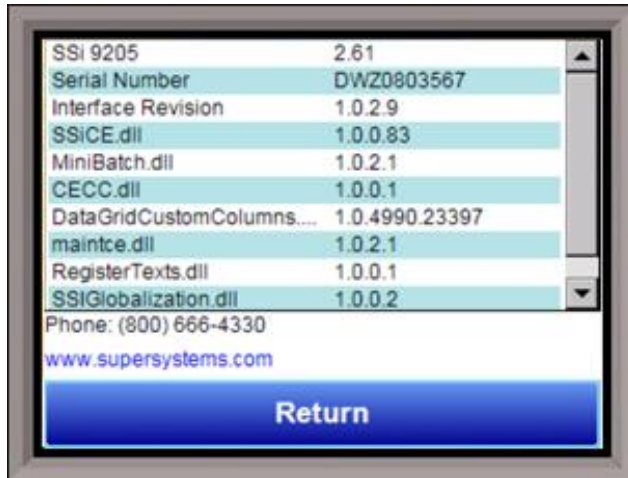 SSi 9205 2.61
Serial Number DWZ0803567
Interface Revision 1.0.2.9
SSiCE.dll 1.0.0.83
MiniBatch.dll 1.0.2.1
CECC.dll 1.0.0.1
DataGridCustomColumns.... 1.0.4990.23397
maintce.dll 1.0.2.1
RegisterTexts.dll 1.0.0.1
SSIGlobalization.dll 1.0.0.2
Phone: (800) 666-4330
www.supersystems.com
Return